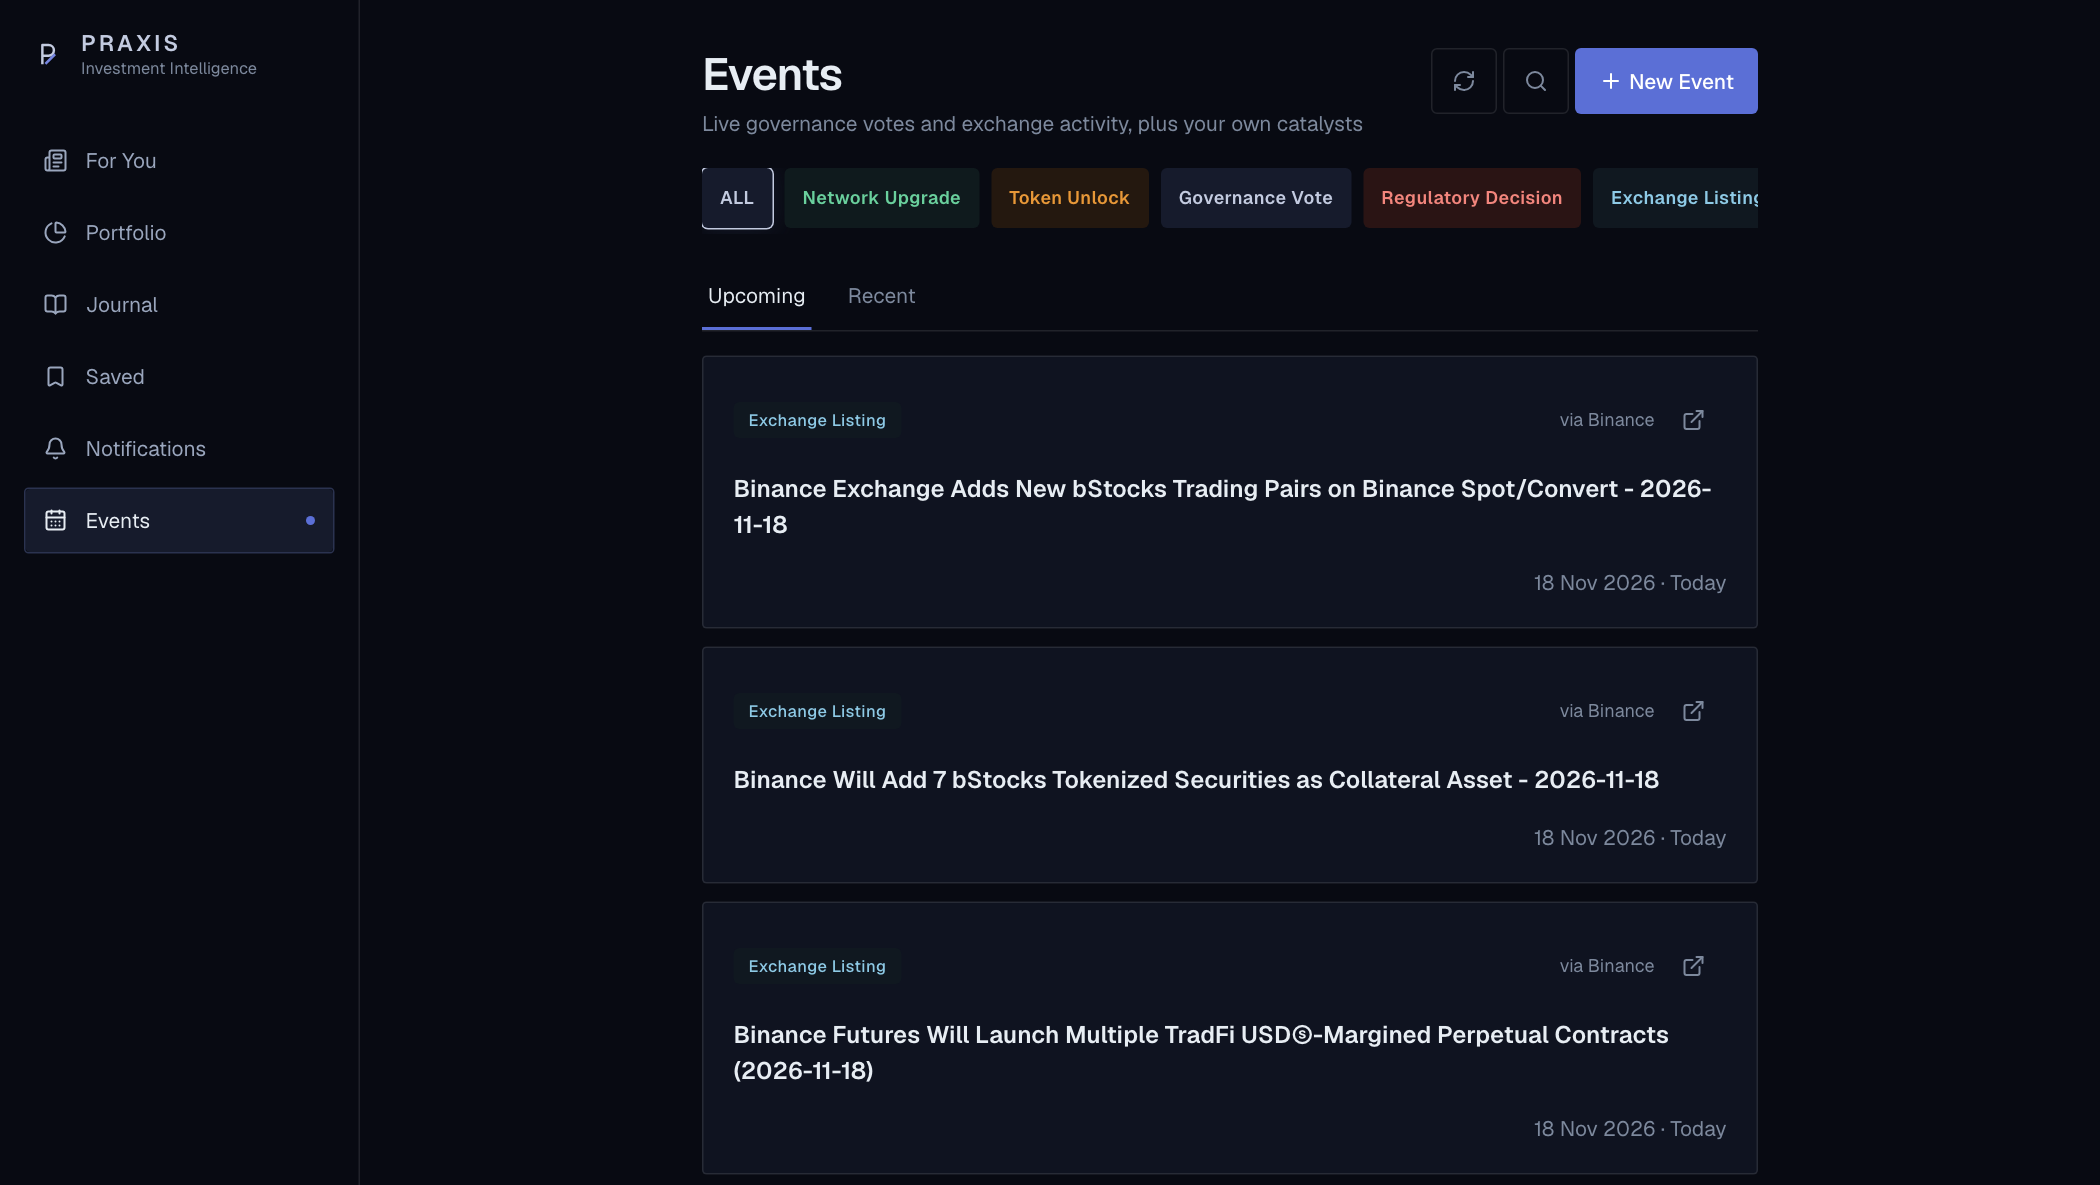 PRAXIS
Investment Intelligence
For You
Portfolio
Journal
Saved
Notifications
Events
Events
Live governance votes and exchange activity, plus your own catalysts
+ New Event
ALL
Network Upgrade
Token Unlock
Governance Vote
Regulatory Decision
Exchange Listing
Upcoming
Recent
Exchange Listing
via Binance
Binance Exchange Adds New bStocks Trading Pairs on Binance Spot/Convert - 2026-
11-18
18 Nov 2026 · Today
Exchange Listing
via Binance
Binance Will Add 7 bStocks Tokenized Securities as Collateral Asset - 2026-11-18
18 Nov 2026 · Today
Exchange Listing
via Binance
Binance Futures Will Launch Multiple TradFi USDⓈ-Margined Perpetual Contracts
(2026-11-18)
18 Nov 2026 · Today